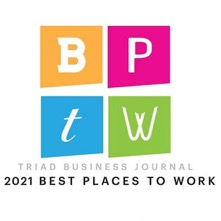 B P
t W
TRIAD BUSINESS JOURNAL
2021 BEST PLACES TO WORK